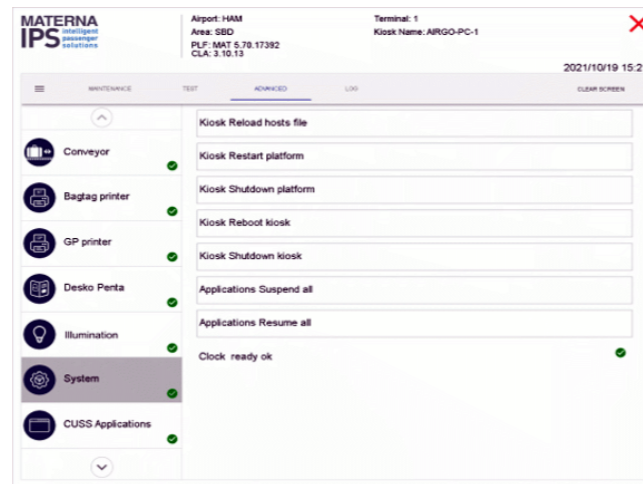 MATERNA
IPS intelligent
passenger
solutions
Airport: HAM
Area: SBD
PLF: MAT 5.70.17392
CLA: 3.10.13
Terminal: 1
Kiosk Name: AIRGO-PC-1
2021/10/19 15:2
MAINTENANCE TEST ADVANCED LOG CLEAR SCREEN
Conveyor
Bagtag printer
GP printer
Desko Penta
Illumination
System
CUSS Applications
Kiosk Reload hosts file
Kiosk Restart platform
Kiosk Shutdown platform
Kiosk Reboot kiosk
Kiosk Shutdown kiosk
Applications Suspend all
Applications Resume all
Clock ready ok